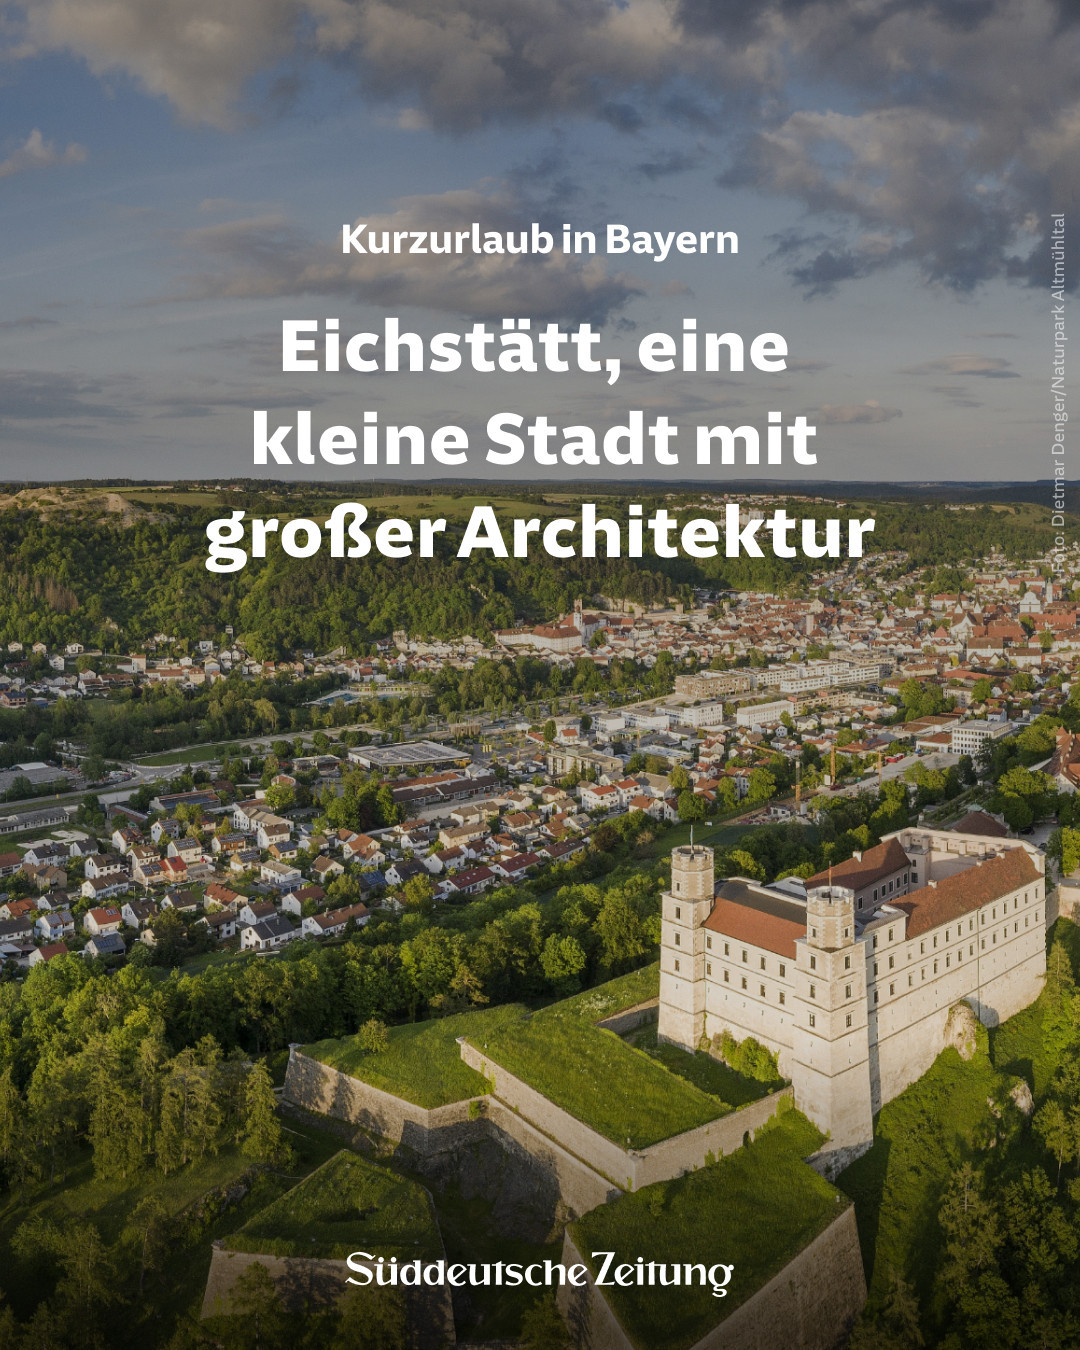 Kurzurlaub in Bayern
Eichstätt, eine
kleine Stadt mit
großer Architektur
Foto: Dietmar Denger/Naturpark Altmühltal
Süddeutsche Zeitung